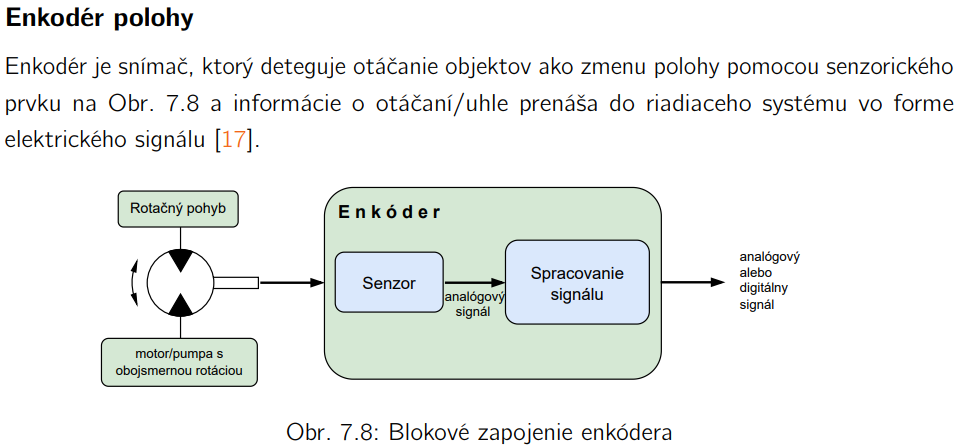 Enkodér polohy
Enkodér je snímač, ktorý deteguje otáčanie objektov ako zmenu polohy pomocou senzorického
prvku na Obr. 7.8 a informácie o otáčaní/uhle prenáša do riadiaceho systému vo forme
elektrického signálu [17].
Rotačný pohyb
motor/pumpa s
obojsmernou rotáciou
Enkóder
Senzor
analógový
signál
Spracovanie
signálu
analógový
alebo
digitálny
signál
Obr. 7.8: Blokové zapojenie enkódera